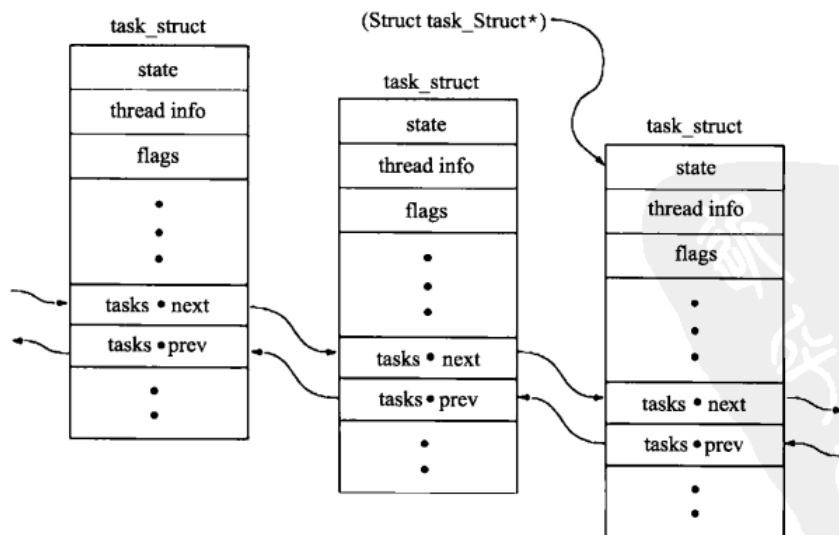 task_struct
state
thread info
flags
tasks • next
tasks • prev
task_struct
state
thread info
flags
tasks • next
tasks • prev
(Struct task_Struct*)
task_struct
state
thread info
flags
tasks • next
tasks • prev